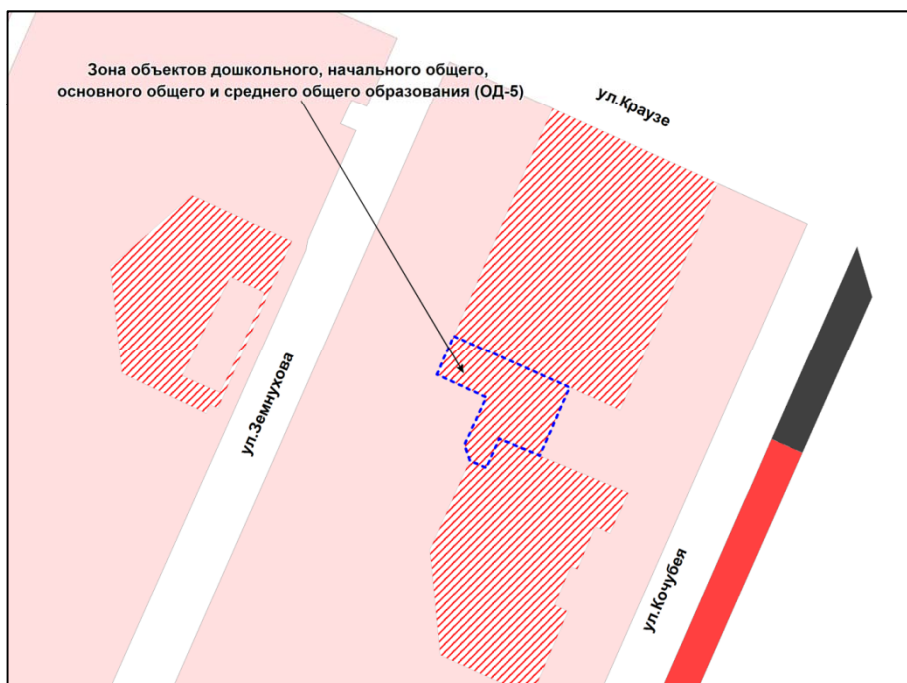 Зона объектов дошкольного, начального общего,
основного общего и среднего общего образования (ОД-5)
ул.Краузе
ул.Земнухова
ул.Кочубея